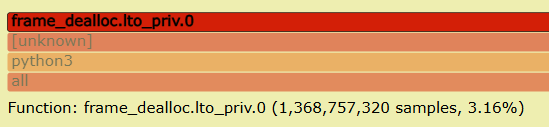 frame_dealloc.lto_priv.0
[unknown]
python3
all
Function: frame_dealloc.lto_priv.0 (1,368,757,320 samples, 3.16%)